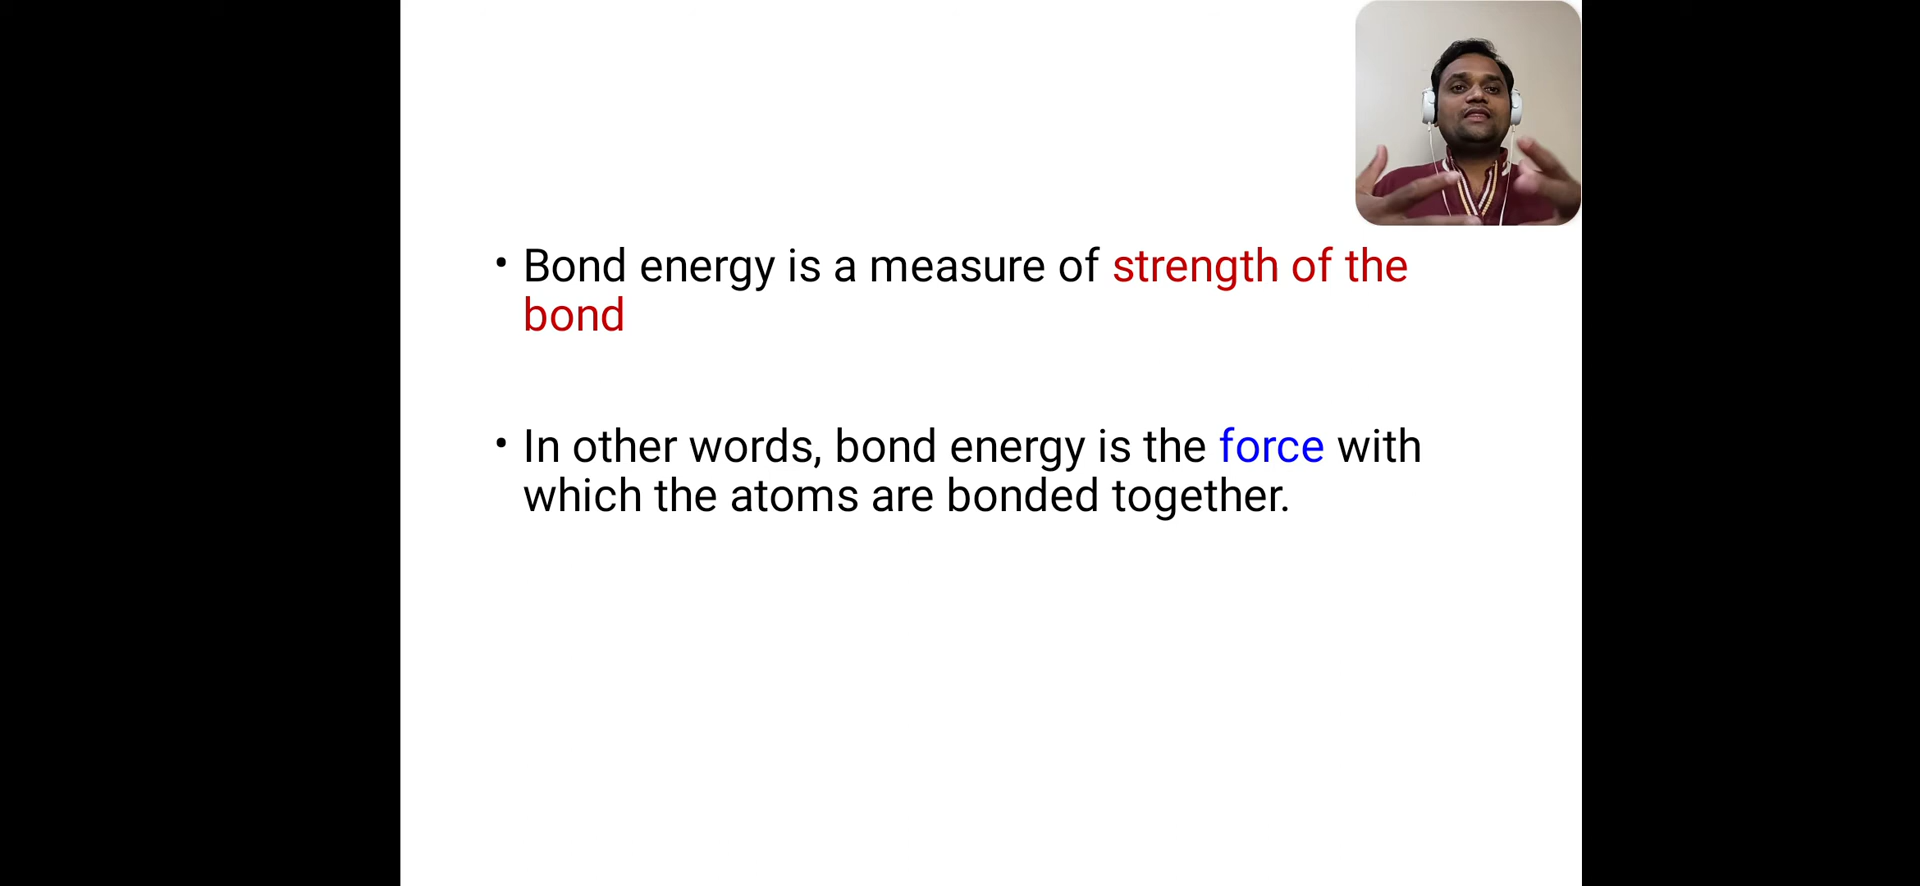 • Bond energy is a measure of strength of the
bond
• In other words, bond energy is the force with
which the atoms are bonded together.